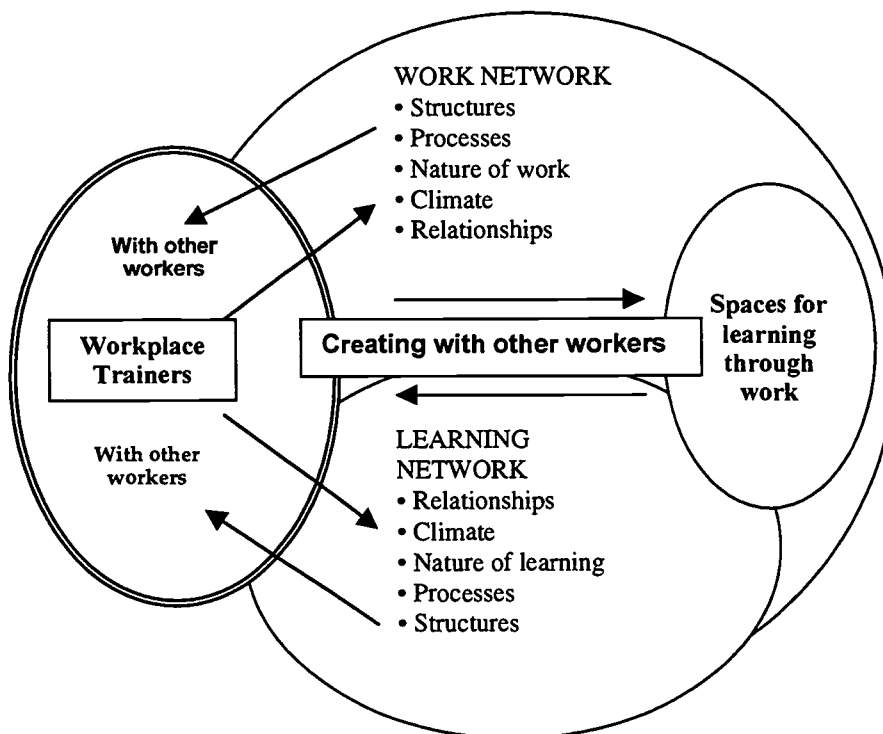 WORK NETWORK
• Structures
• Processes
• Nature of work
• Climate
• Relationships
With other
workers
Workplace
Trainers
With other
workers
Creating with other workers
Spaces for
learning
through
work
LEARNING
NETWORK
• Relationships
• Climate
• Nature of learning
• Processes
• Structures